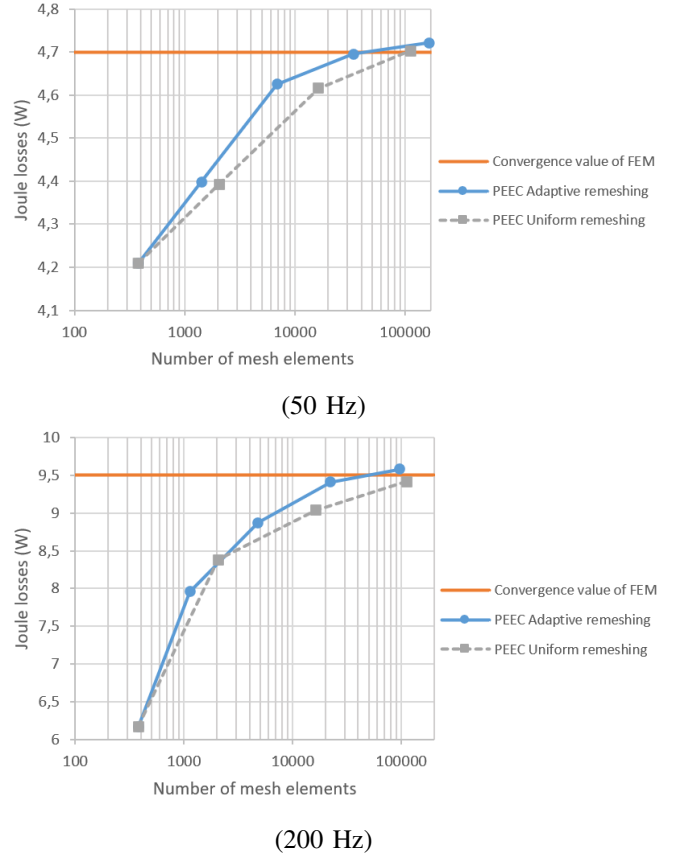 4,8
4,7
4,6
4,5
4,4
4,3
4,2
4,1
Joule losses (W)
100
1000
10000
100000
Number of mesh elements
Convergence value of FEM
PEEC Adaptive remeshing
PEEC Uniform remeshing
(50 Hz)
10
9,5
9
8,5
8
7,5
7
6,5
6
Joule losses (W)
100
1000
10000
100000
Number of mesh elements
Convergence value of FEM
PEEC Adaptive remeshing
PEEC Uniform remeshing
(200 Hz)